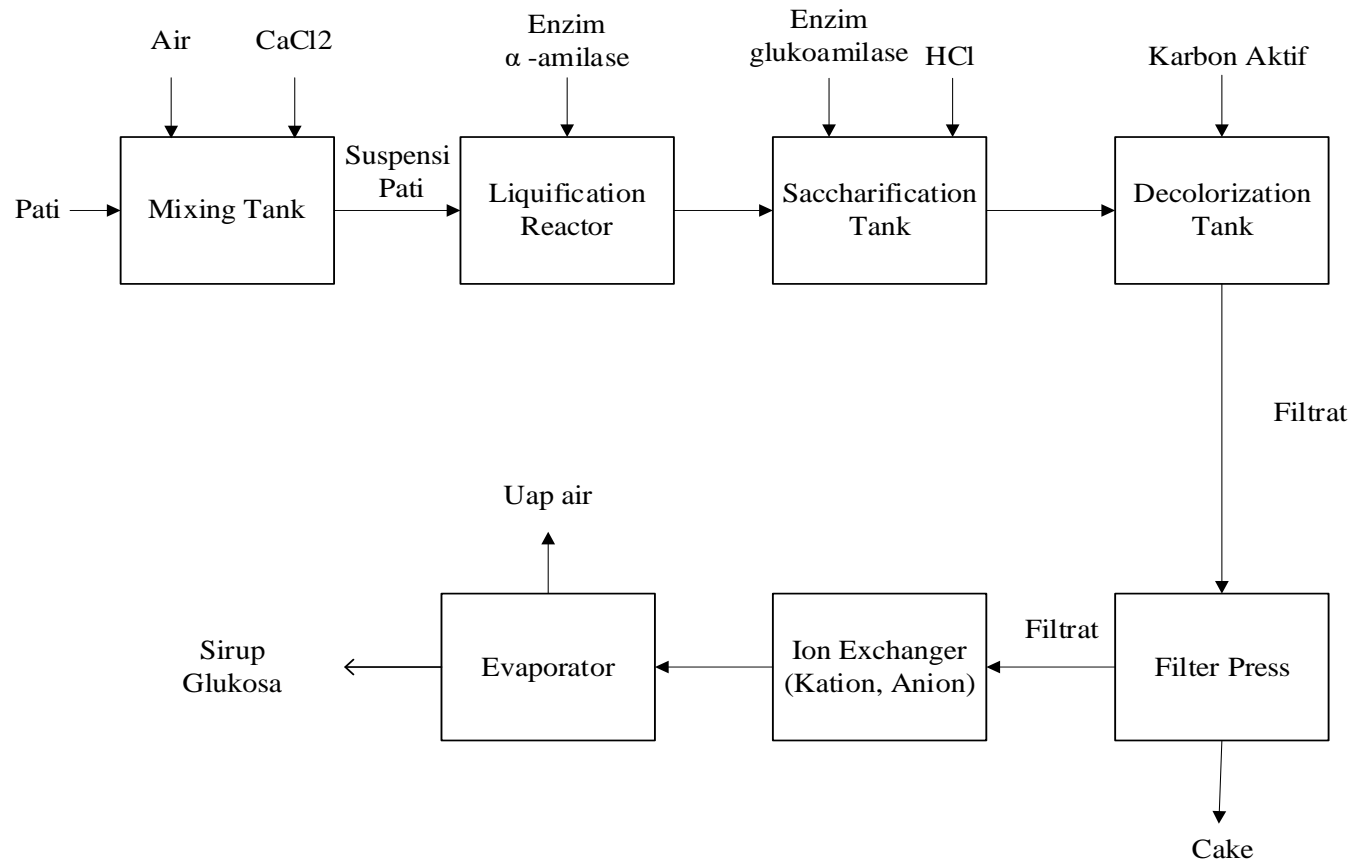 Air
CaCl2
Enzim
α -amilase
Enzim
glukoamilase
HCl
Karbon Aktif
Pati
Mixing Tank
Suspensi
Pati
Liquification
Reactor
Saccharification
Tank
Decolorization
Tank
Filtrat
Uap air
Sirup
Glukosa
Evaporator
Ion Exchanger
(Kation, Anion)
Filtrat
Filter Press
Cake